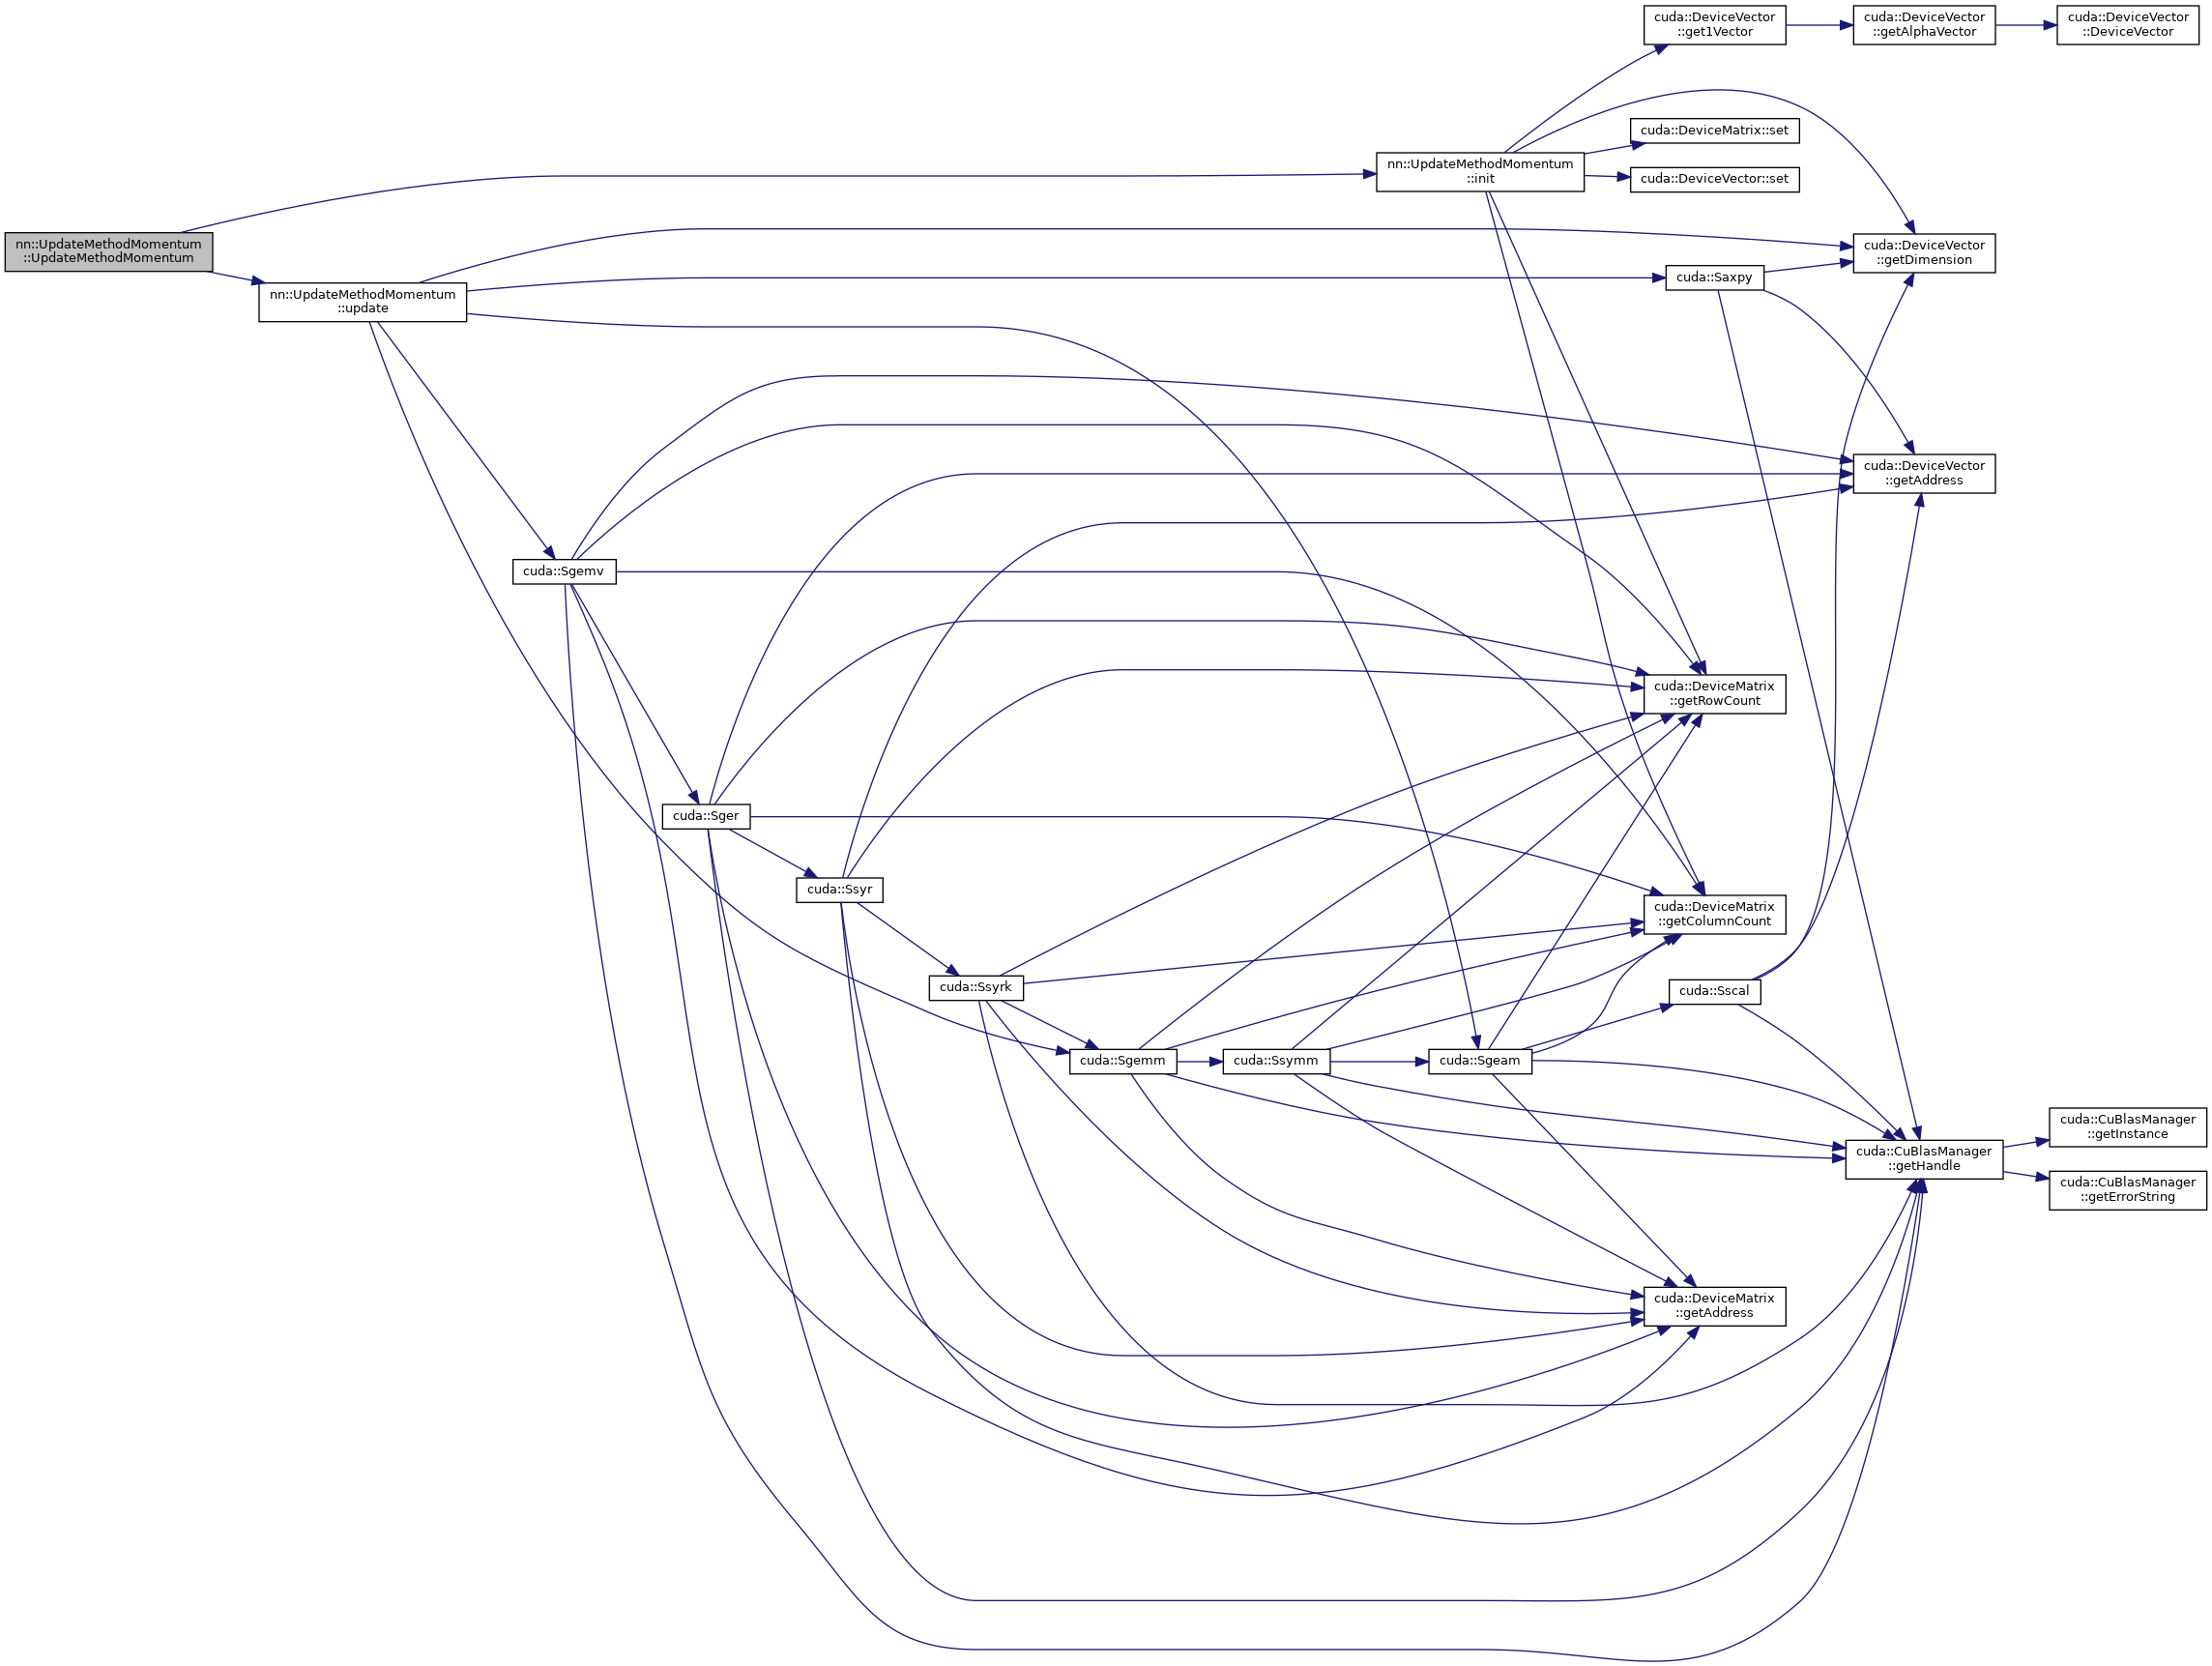 cuda::DeviceVector
::get1Vector
cuda::DeviceVector
::getAlphaVector
cuda::DeviceVector
::DeviceVector
cuda::DeviceMatrix::set
nn::UpdateMethodMomentum
::init
cuda::DeviceVector::set
nn::UpdateMethodMomentum
::UpdateMethodMomentum
cuda::DeviceVector
::getDimension
nn::UpdateMethodMomentum
::update
cuda::Saxpy
cuda::DeviceVector
::getAddress
cuda::Sgemv
cuda::DeviceMatrix
::getRowCount
cuda::Sger
cuda::Ssyr
cuda::DeviceMatrix
::getColumnCount
cuda::Ssyrk
cuda::Sscal
cuda::Sgemm
cuda::Ssymm
cuda::Sgeam
cuda::CuBlasManager
::getInstance
cuda::CuBlasManager
::getHandle
cuda::CuBlasManager
::getErrorString
cuda::DeviceMatrix
::getAddress